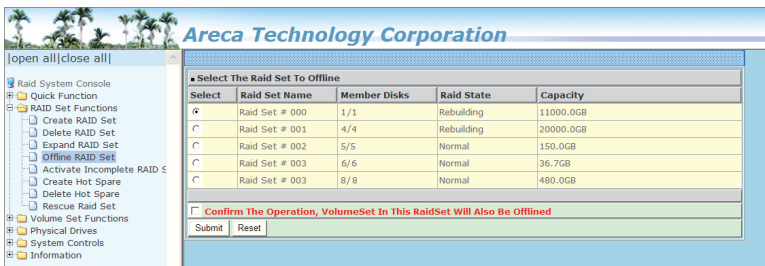 Areca Technology Corporation
|open all|close all|
Raid System Console
Quick Function
RAID Set Functions
Create RAID Set
Delete RAID Set
Expand RAID Set
Offline RAID Set
Activate Incomplete RAID S
Create Hot Spare
Delete Hot Spare
Rescue Raid Set
Volume Set Functions
Physical Drives
System Controls
Information
Select The Raid Set To Offline
Select Raid Set Name Member Disks Raid State Capacity
Raid Set # 000 1/1 Rebuilding 11000.0GB
Raid Set # 001 4/4 Rebuilding 20000.0GB
Raid Set # 002 5/5 Normal 150.0GB
Raid Set # 003 6/6 Normal 36.7GB
Raid Set # 003 8/8 Normal 480.0GB
Confirm The Operation, VolumeSet In This RaidSet Will Also Be Offlined
Submit Reset